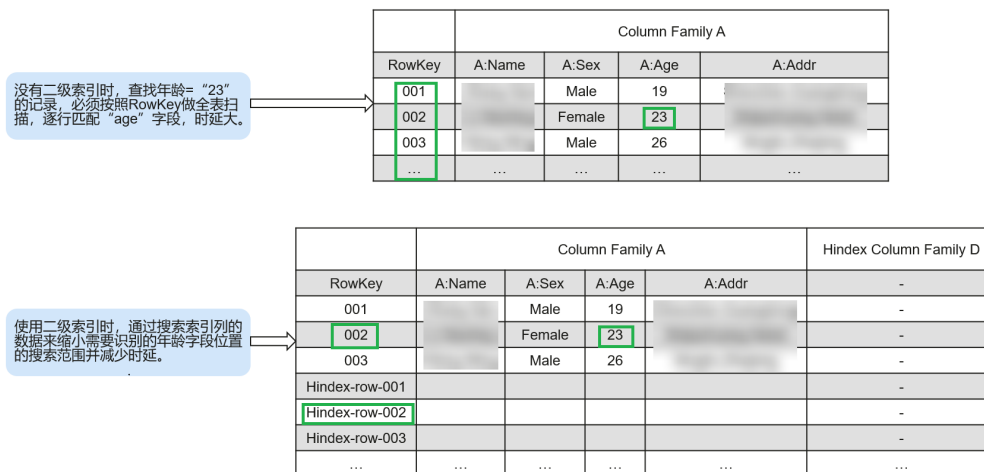 没有二级索引时，查找年龄=“23”
的记录，必须按照RowKey做全表扫
描，逐行匹配“age”字段，时延大。
Column Family A
RowKey A:Name A:Sex A:Age A:Addr
001 Male 19
002 Female 23
003 Male 26
… … … … …
使用二级索引时，通过搜索索引列的
数据来缩小需要识别的年龄字段位置
的搜索范围并减少时延。
.
Column Family A Hindex Column Family D
RowKey A:Name A:Sex A:Age A:Addr -
001 Male 19 -
002 Female 23 -
003 Male 26 -
Hindex-row-001 -
Hindex-row-002 -
Hindex-row-003 -
… … … … … …